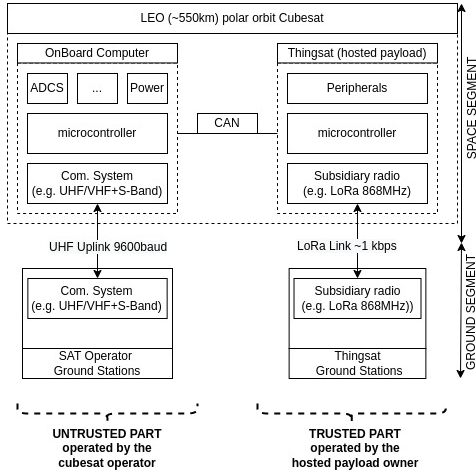 LEO (~550km) polar orbit Cubesat
OnBoard Computer
Thingsat (hosted payload)
ADCS
...
Power
Peripherals
CAN
microcontroller
microcontroller
Com. System
(e.g. UHF/VHF+S-Band)
Subsidiary radio
(e.g. LoRa 868MHz)
SPACE SEGMENT
UHF Uplink 9600baud
LoRa Link ~1 kbps
Com. System
(e.g. UHF/VHF+S-Band)
Subsidiary radio
(e.g. LoRa 868MHz))
GROUND SEGMENT
SAT Operator
Ground Stations
Thingsat
Ground Stations
UNTRUSTED PART
operated by the
cubesat operator
TRUSTED PART
operated by the
hosted payload owner